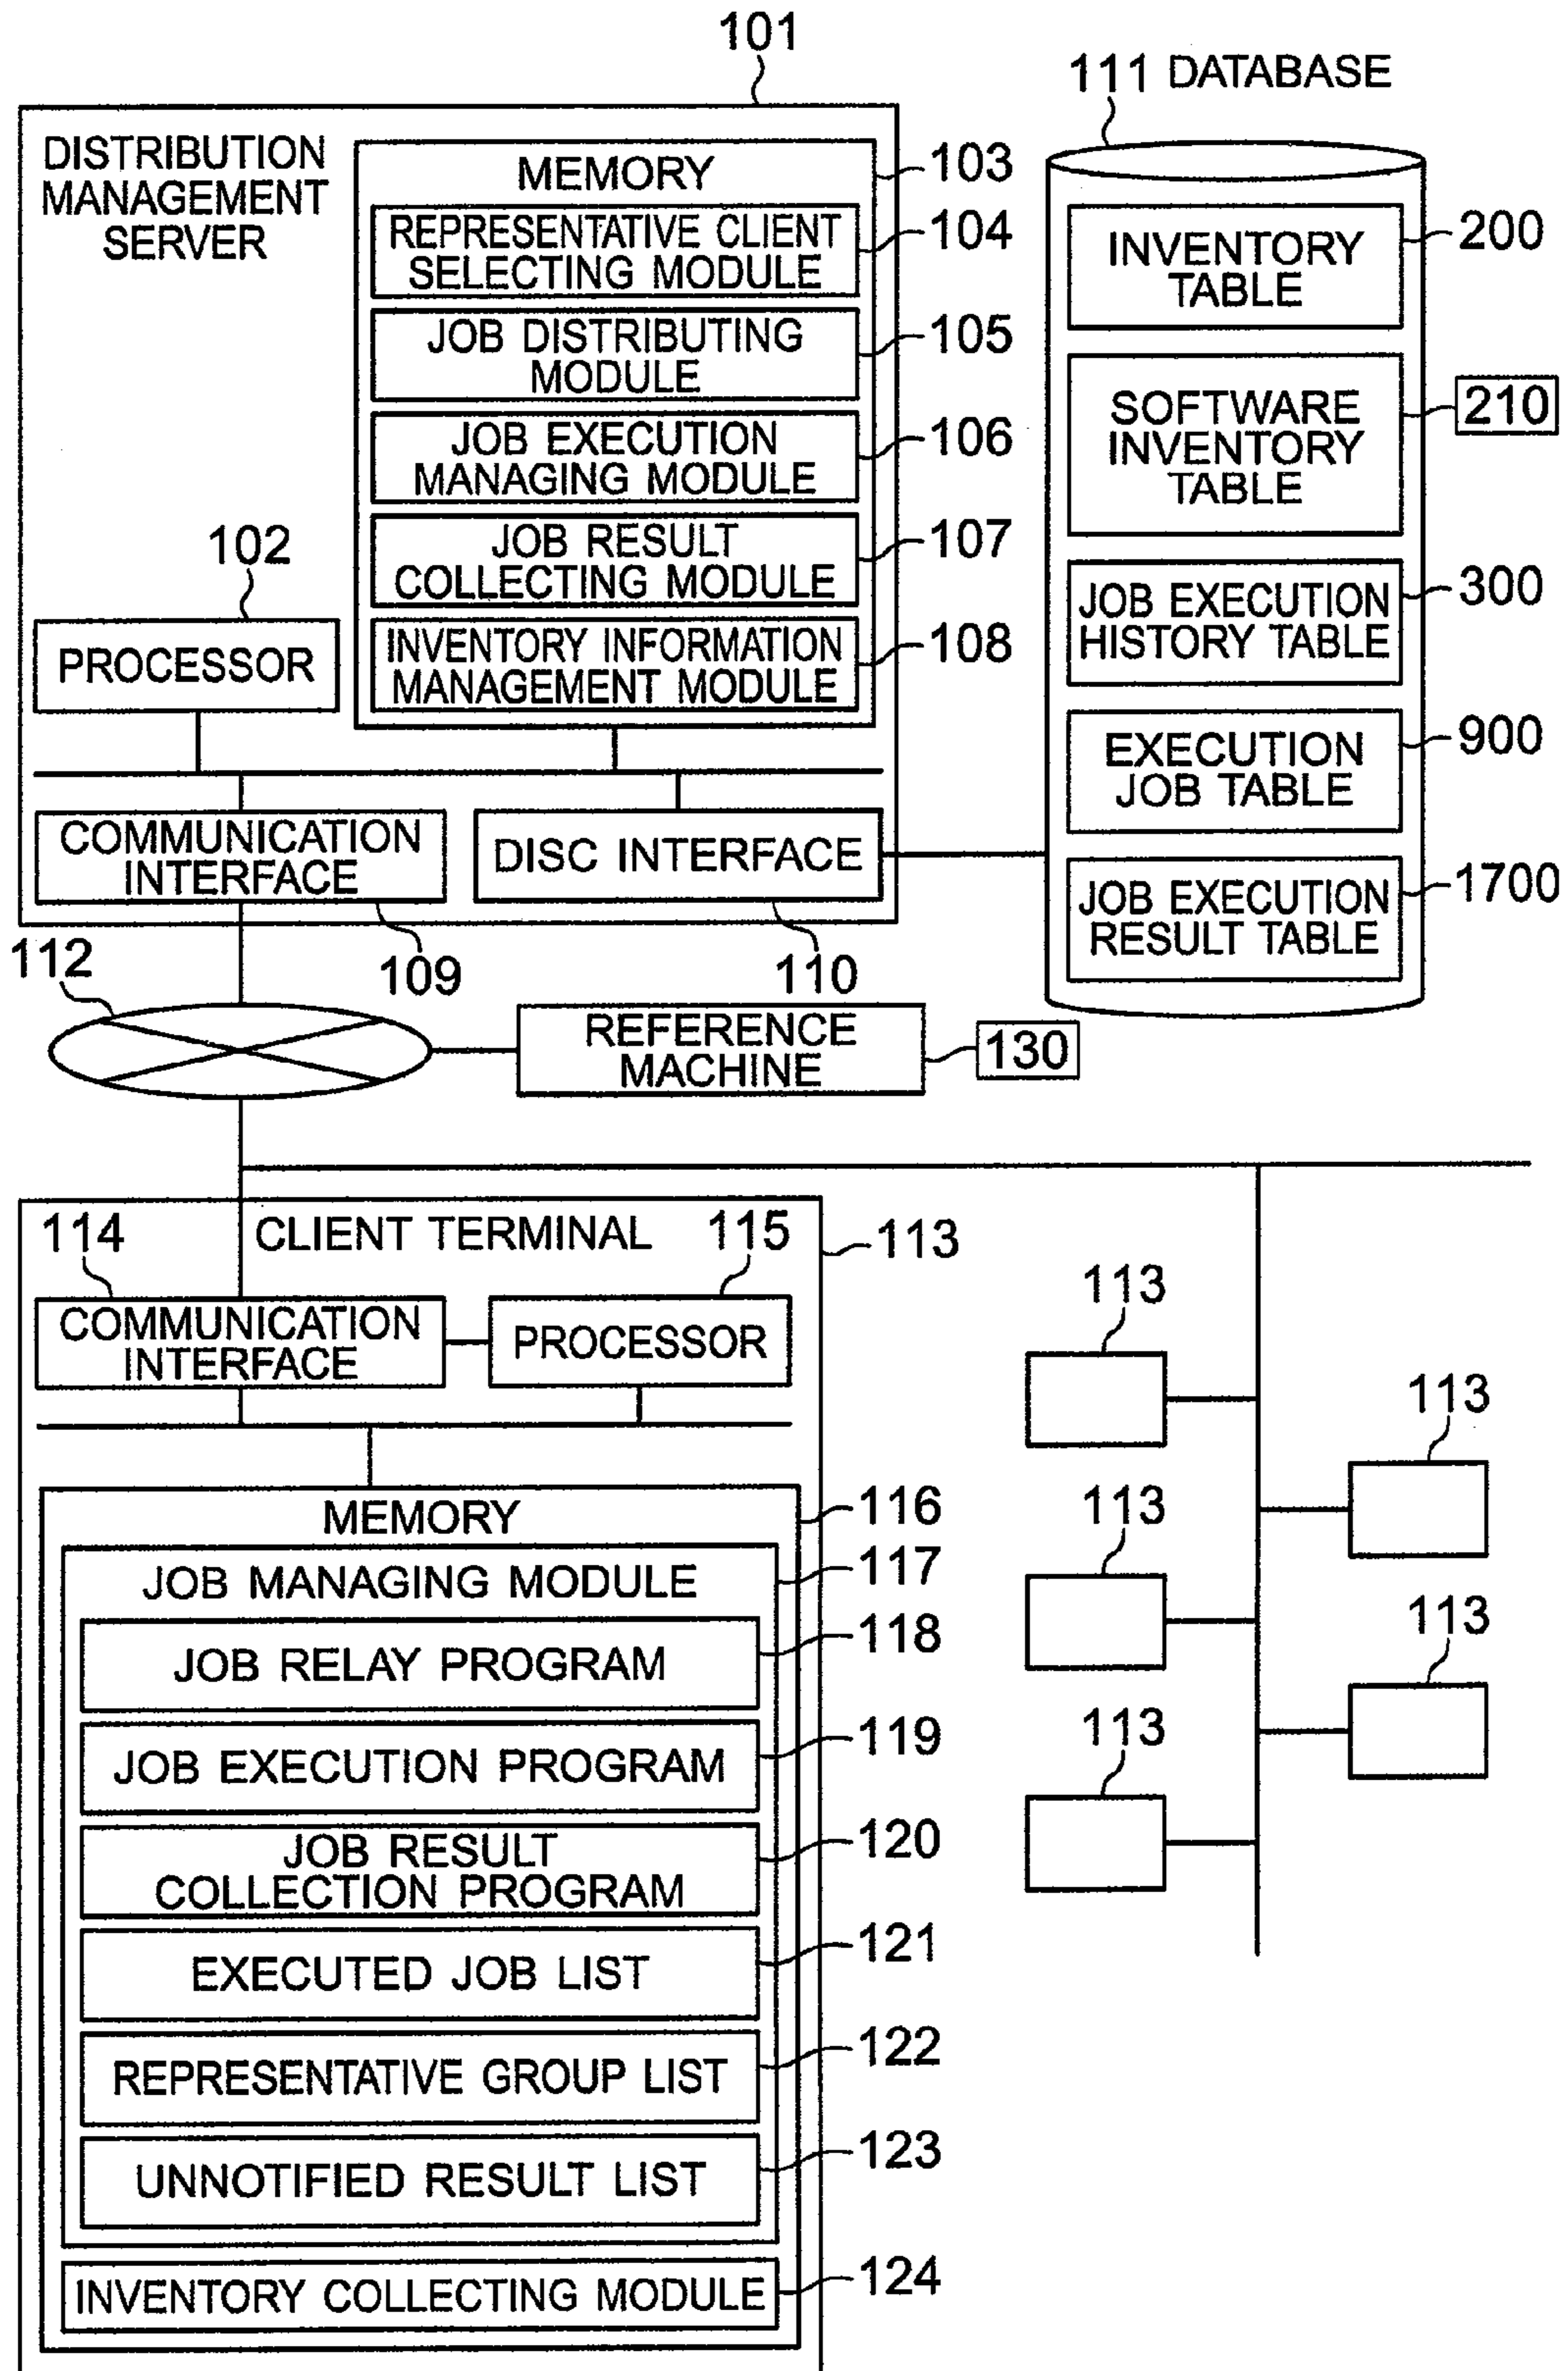 101
111 DATABASE
DISTRIBUTION
MANAGEMENT
SERVER
MEMORY
103
REPRESENTATIVE CLIENT
SELECTING MODULE
104
JOB DISTRIBUTING
MODULE
105
JOB EXECUTION
MANAGING MODULE
106
JOB RESULT
COLLECTING MODULE
107
INVENTORY INFORMATION
MANAGEMENT MODULE
108
102
PROCESSOR
COMMUNICATION
INTERFACE
DISC INTERFACE
109
110
INVENTORY
TABLE
200
SOFTWARE
INVENTORY
TABLE
210
JOB EXECUTION
HISTORY TABLE
300
EXECUTION
JOB TABLE
900
JOB EXECUTION
RESULT TABLE
1700
112
REFERENCE
MACHINE
130
CLIENT TERMINAL
113
114
COMMUNICATION
INTERFACE
115
PROCESSOR
MEMORY
116
JOB MANAGING MODULE
117
JOB RELAY PROGRAM
118
JOB EXECUTION PROGRAM
119
JOB RESULT
COLLECTION PROGRAM
120
EXECUTED JOB LIST
121
REPRESENTATIVE GROUP LIST
122
UNNOTIFIED RESULT LIST
123
INVENTORY COLLECTING MODULE
124
113
113
113
113
113